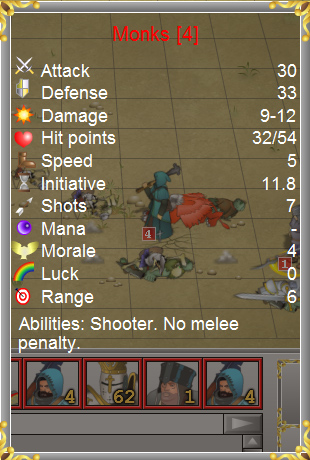 Monks [4]
Attack 30
Defense 33
Damage 9-12
Hit points 32/54
Speed 5
Initiative 11.8
Shots 7
Mana -
Morale 4
Luck 0
Range 6
Abilities: Shooter. No melee
penalty.
4
1
4 62 1 4